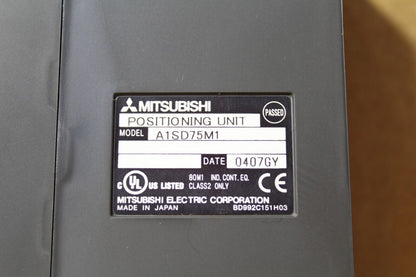 MITSUBISHI
POSITIONING UNIT
PASSED
MODEL A1SD75M1
DATE 0407GY
C UL US LISTED 80M1 IND. CONT. EQ. CLASS2 ONLY CE
MITSUBISHI ELECTRIC CORPORATION
MADE IN JAPAN BD992C151H03